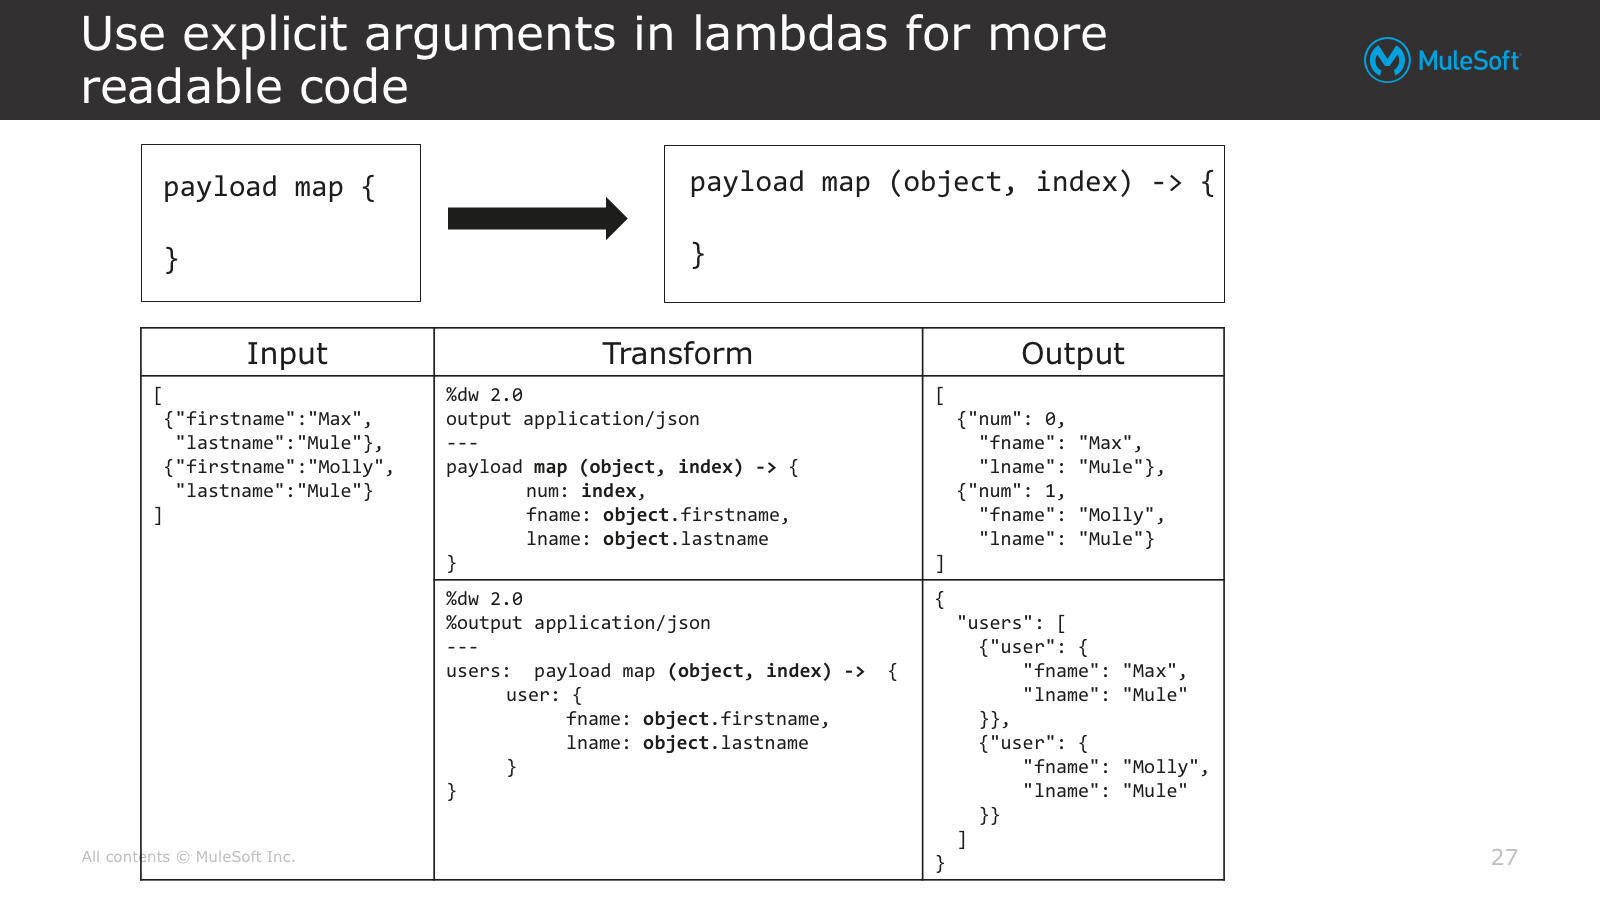 Use explicit arguments in lambdas for more
readable code
MuleSoft
payload map {
}
payload map (object, index) -> {
}
Input
Transform
Output
[
 {"firstname":"Max",
  "lastname":"Mule"},
 {"firstname":"Molly",
  "lastname":"Mule"}
]
%dw 2.0
output application/json
---
payload map (object, index) -> {
       num: index,
       fname: object.firstname,
       lname: object.lastname
}
[
  {"num": 0,
    "fname": "Max",
    "lname": "Mule"},
  {"num": 1,
    "fname": "Molly",
    "lname": "Mule"}
]
%dw 2.0
%output application/json
---
users:  payload map (object, index) ->  {
     user: {
          fname: object.firstname,
          lname: object.lastname
     }
}
{
  "users": [
    {"user": {
        "fname": "Max",
        "lname": "Mule"
    }},
    {"user": {
        "fname": "Molly",
        "lname": "Mule"
    }}
  ]
}
All contents © MuleSoft Inc.
27